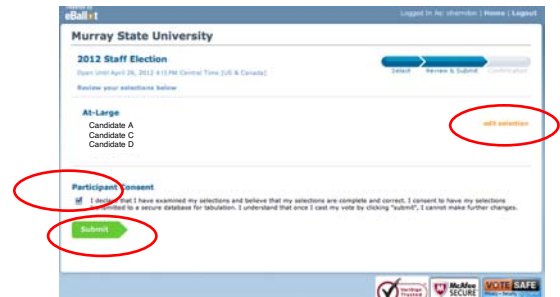 eBallot
Logged In As: shamdon | Home | Logout
Murray State University
2012 Staff Election
Open Until April 26, 2012 4:15 PM Central Time [US & Canada]
Select Review & Submit Confirmation
Review your selections below
At-Large
edit selection
Candidate A
Candidate C
Candidate D
Participant Consent
I declare that I have examined my selections and believe that my selections are complete and correct. I consent to have my selections
transmitted to a secure database for tabulation. I understand that once I cast my vote by clicking "submit", I cannot make further changes.
Submit
VeriSign Trusted McAfee SECURE VOTE SAFE